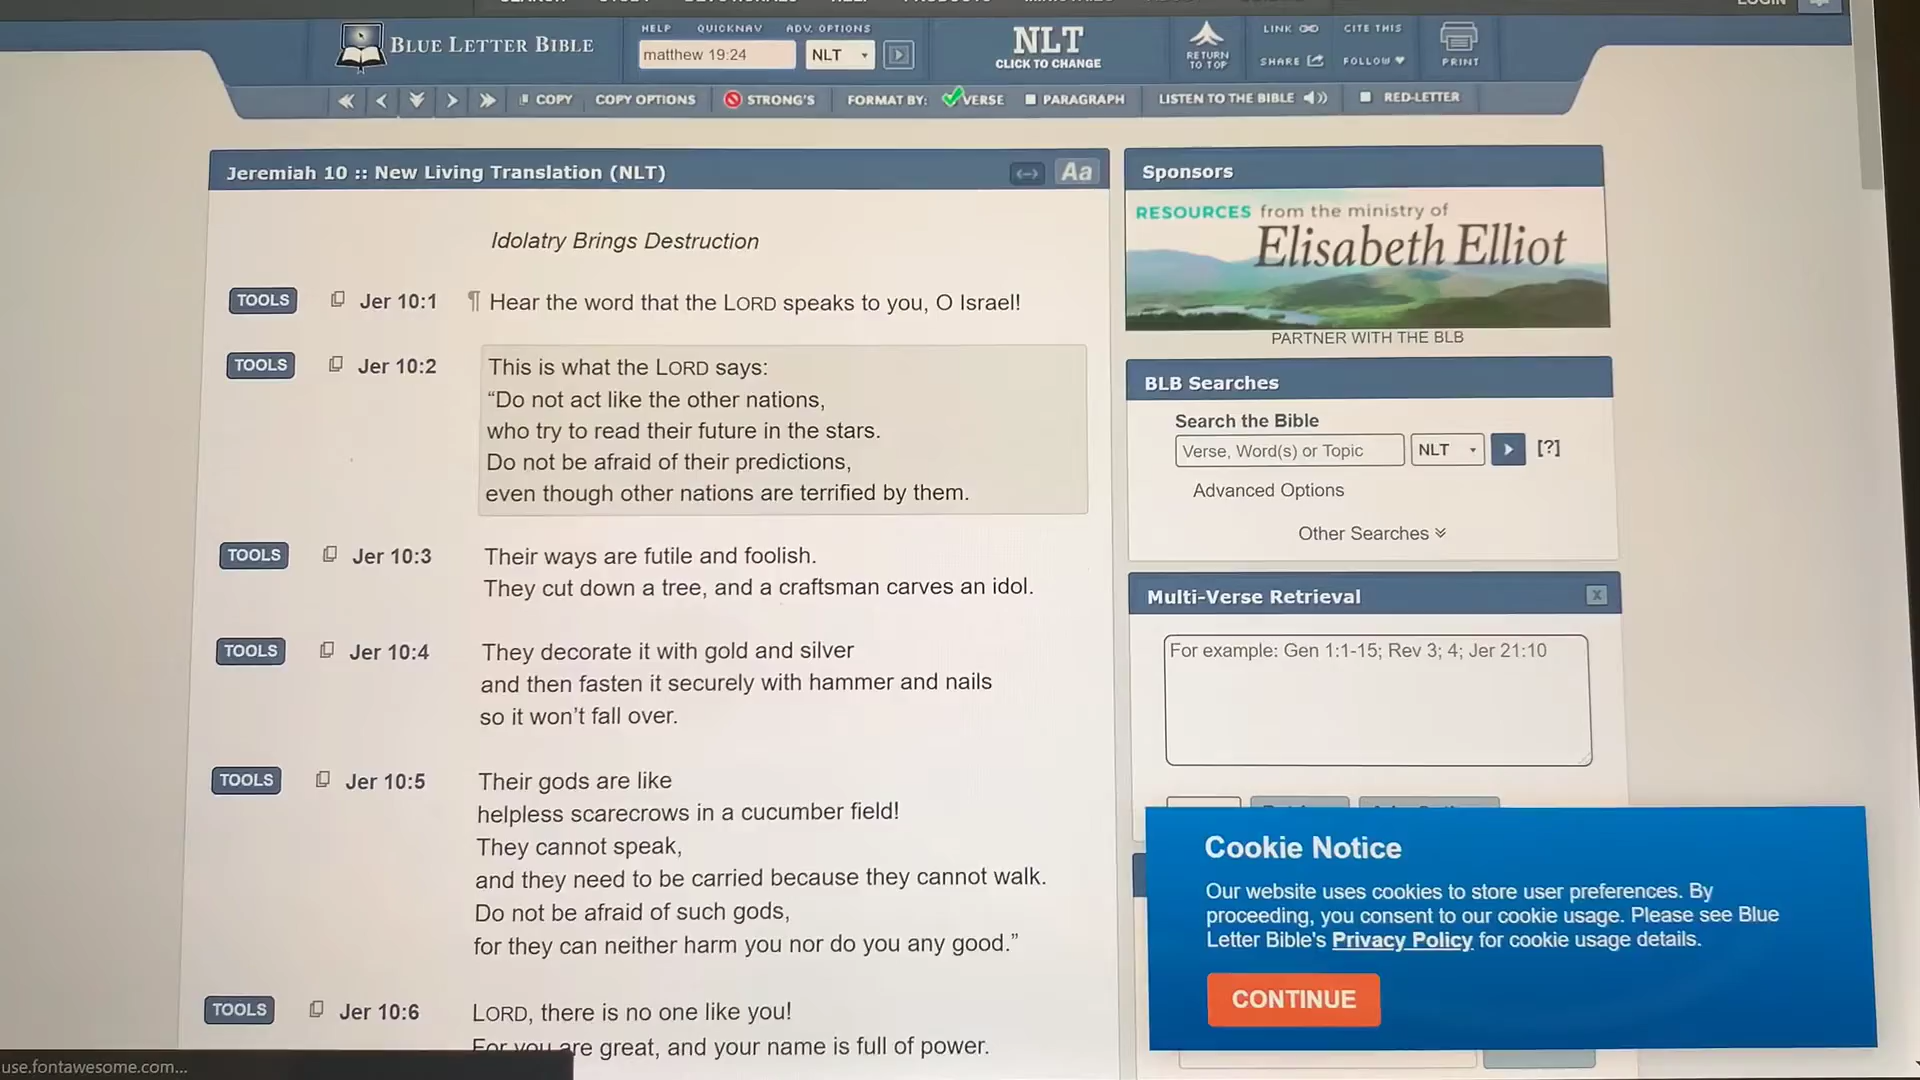 LOGIN
BLUE LETTER BIBLE
HELP QUICKNAV ADV. OPTIONS
matthew 19:24
NLT
NLT
CLICK TO CHANGE
RETURN
TO TOP
LINK
CITE THIS
SHARE
FOLLOW
PRINT
COPY
COPY OPTIONS
STRONG'S
FORMAT BY: VERSE PARAGRAPH
LISTEN TO THE BIBLE
RED-LETTER
Jeremiah 10 :: New Living Translation (NLT)
Aa
Idolatry Brings Destruction
TOOLS Jer 10:1 ¶ Hear the word that the LORD speaks to you, O Israel!
TOOLS Jer 10:2 This is what the LORD says:
“Do not act like the other nations,
who try to read their future in the stars.
Do not be afraid of their predictions,
even though other nations are terrified by them.
TOOLS Jer 10:3 Their ways are futile and foolish.
They cut down a tree, and a craftsman carves an idol.
TOOLS Jer 10:4 They decorate it with gold and silver
and then fasten it securely with hammer and nails
so it won’t fall over.
TOOLS Jer 10:5 Their gods are like
helpless scarecrows in a cucumber field!
They cannot speak,
and they need to be carried because they cannot walk.
Do not be afraid of such gods,
for they can neither harm you nor do you any good.”
TOOLS Jer 10:6 LORD, there is no one like you!
For you are great, and your name is full of power.
use.fontawesome.com...
Sponsors
RESOURCES from the ministry of
Elisabeth Elliot
PARTNER WITH THE BLB
BLB Searches
Search the Bible
Verse, Word(s) or Topic NLT [?]
Advanced Options
Other Searches
Multi-Verse Retrieval
X
For example: Gen 1:1-15; Rev 3; 4; Jer 21:10
Cookie Notice
Our website uses cookies to store user preferences. By
proceeding, you consent to our cookie usage. Please see Blue
Letter Bible's Privacy Policy for cookie usage details.
CONTINUE